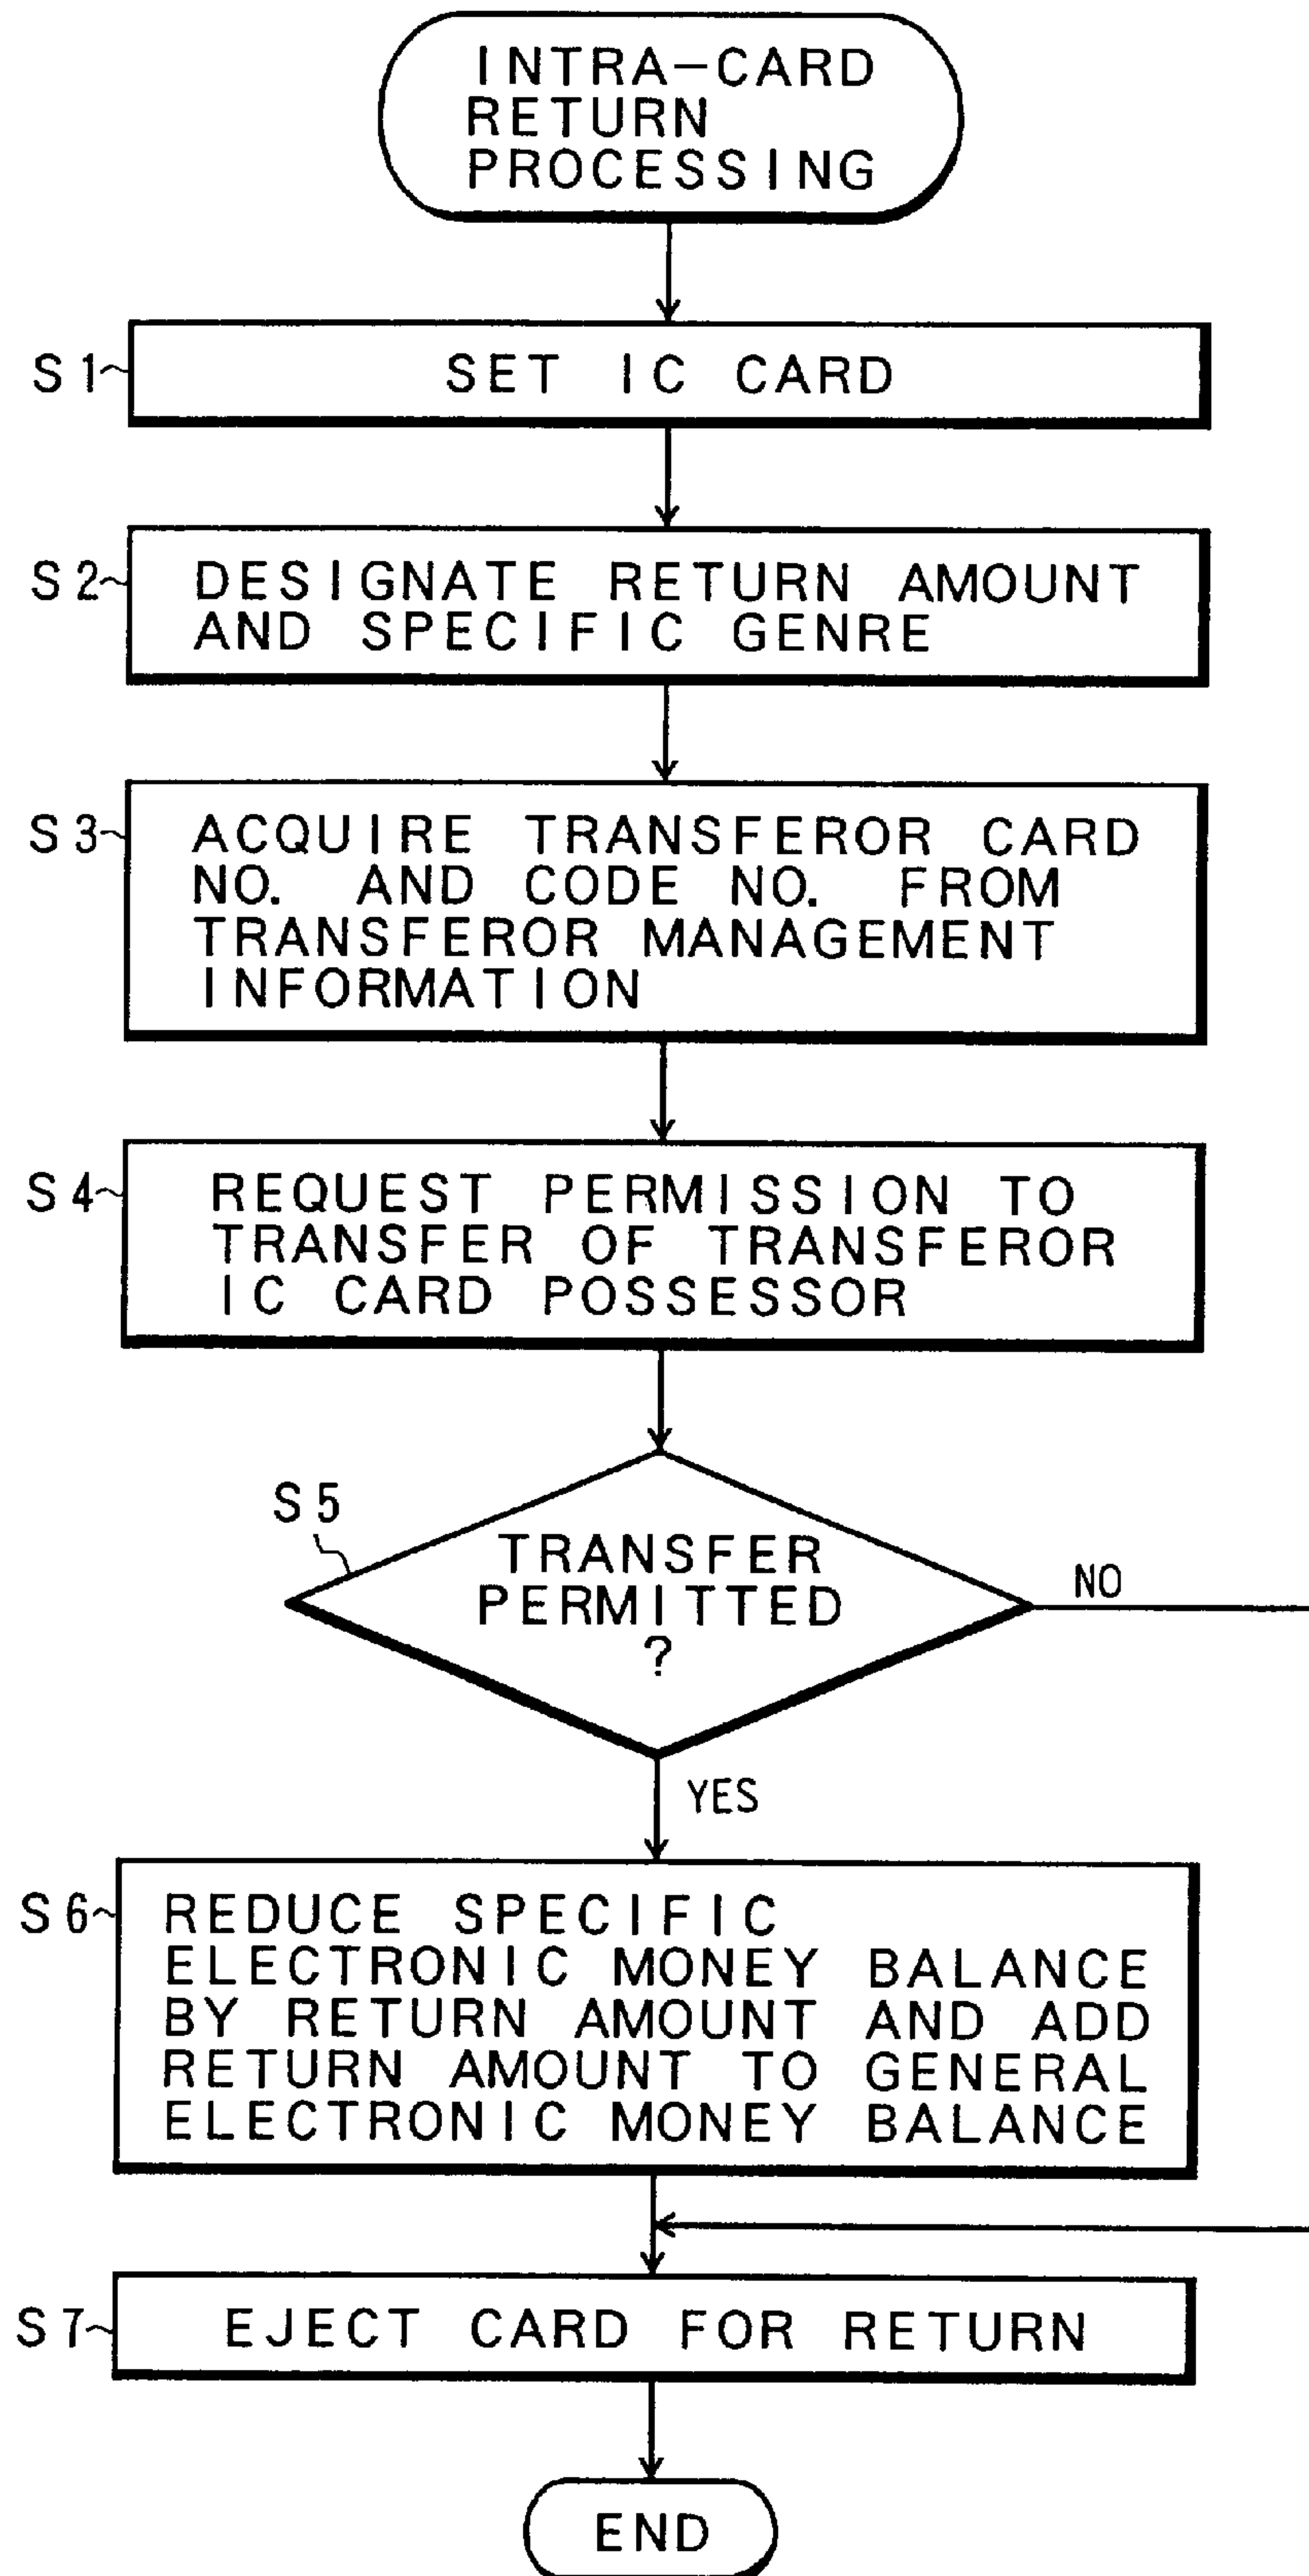 INTRA-CARD
RETURN
PROCESSING
S1
SET IC CARD
S2
DESIGNATE RETURN AMOUNT
AND SPECIFIC GENRE
S3
ACQUIRE TRANSFEROR CARD
NO. AND CODE NO. FROM
TRANSFEROR MANAGEMENT
INFORMATION
S4
REQUEST PERMISSION TO
TRANSFER OF TRANSFEROR
IC CARD POSSESSOR
S5
TRANSFER
PERMITTED
?
NO
YES
S6
REDUCE SPECIFIC
ELECTRONIC MONEY BALANCE
BY RETURN AMOUNT AND ADD
RETURN AMOUNT TO GENERAL
ELECTRONIC MONEY BALANCE
S7
EJECT CARD FOR RETURN
END